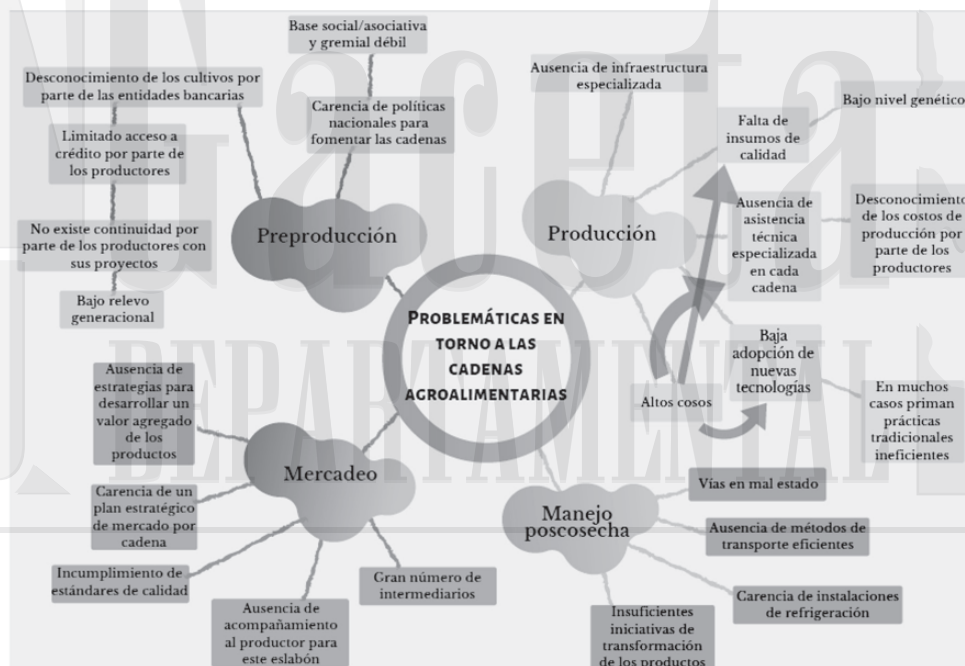 Base social/asociativa
y gremial débil
Desconocimiento de los cultivos por
parte de las entidades bancarias
Carencia de políticas
nacionales para
fomentar las cadenas
Limitado acceso a
crédito por parte de
los productores
No existe continuidad por
parte de los productores con
sus proyectos
Bajo relevo
generacional
Preproducción
Ausencia de infraestructura
especializada
Falta de
insumos de
calidad
Bajo nivel genético
Producción
Ausencia de
asistencia
técnica
especializada
en cada
cadena
Desconocimiento
de los costos de
producción por
parte de los
productores
Baja
adopción de
nuevas
tecnologías
Altos cosos
En muchos
casos priman
prácticas
tradicionales
ineficientes
PROBLEMÁTICAS EN
TORNO A LAS
CADENAS
AGROALIMENTARIAS
Ausencia de
estrategias para
desarrollar un
valor agregado
de los
productos
Mercadeo
Carencia de un
plan estratégico
de mercado por
cadena
Incumplimiento de
estándares de calidad
Ausencia de
acompañamiento
al productor para
este eslabón
Gran número de
intermediarios
Manejo
poscosecha
Vías en mal estado
Ausencia de métodos de
transporte eficientes
Carencia de instalaciones
de refrigeración
Insuficientes
iniciativas de
transformación
de los productos
Gaceta
DEPARTAMENTAL